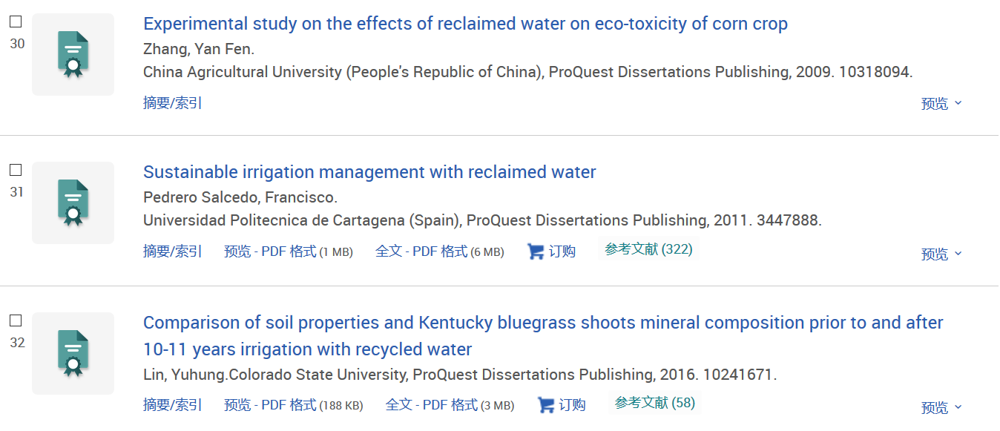 30
Experimental study on the effects of reclaimed water on eco-toxicity of corn crop
Zhang, Yan Fen.
China Agricultural University (People's Republic of China), ProQuest Dissertations Publishing, 2009. 10318094.
摘要/索引 预览
31
Sustainable irrigation management with reclaimed water
Pedrero Salcedo, Francisco.
Universidad Politecnica de Cartagena (Spain), ProQuest Dissertations Publishing, 2011. 3447888.
摘要/索引 预览 - PDF 格式 (1 MB) 全文 - PDF 格式 (6 MB) 订购 参考文献 (322) 预览
32
Comparison of soil properties and Kentucky bluegrass shoots mineral composition prior to and after
10-11 years irrigation with recycled water
Lin, Yuhung.Colorado State University, ProQuest Dissertations Publishing, 2016. 10241671.
摘要/索引 预览 - PDF 格式 (188 KB) 全文 - PDF 格式 (3 MB) 订购 参考文献 (58) 预览